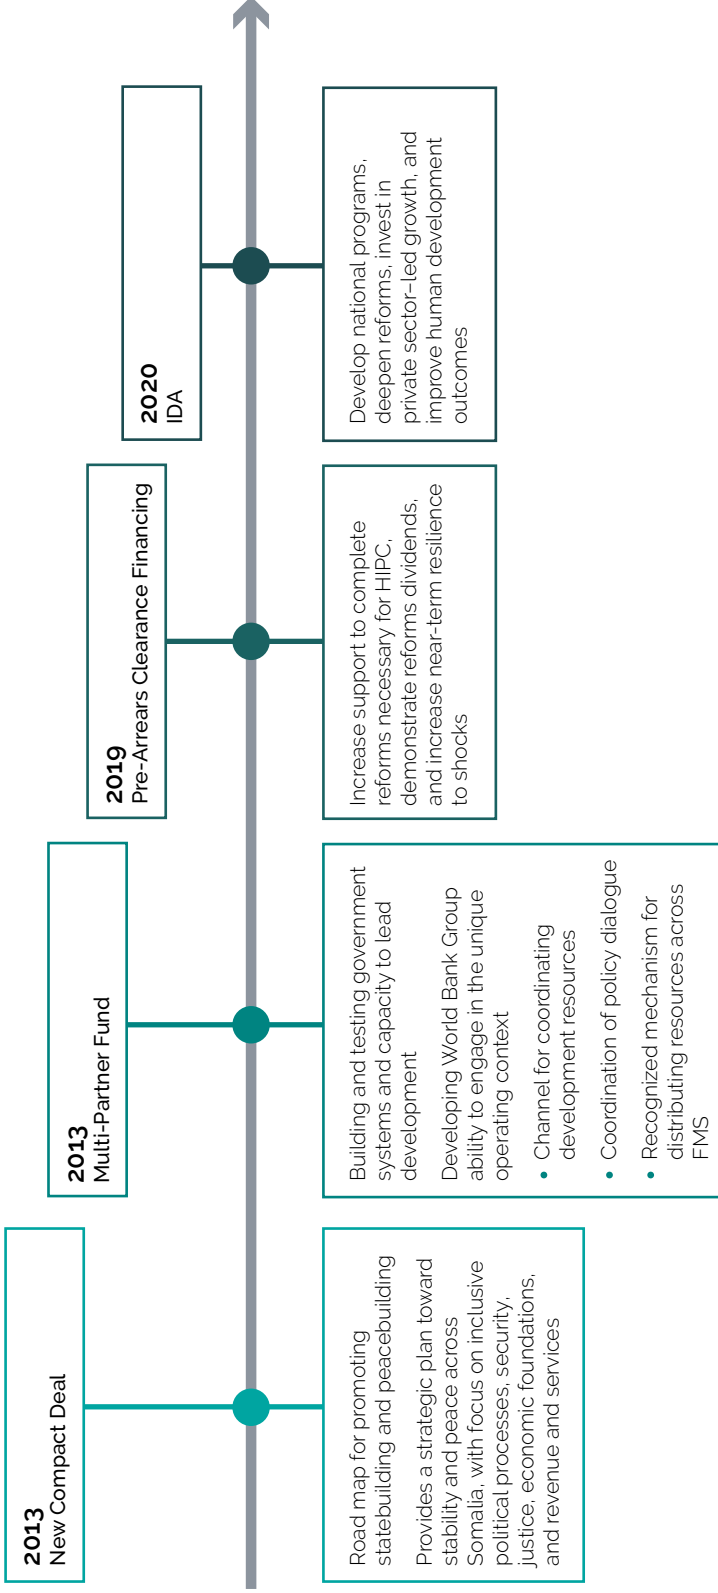 2013
New Compact Deal
Road map for promoting
statebuilding and peacebuilding
Provides a strategic plan toward
stability and peace across
Somalia, with focus on inclusive
political processes, security,
justice, economic foundations,
and revenue and services
2013
Multi-Partner Fund
Building and testing government
systems and capacity to lead
development
Developing World Bank Group
ability to engage in the unique
operating context
• Channel for coordinating
development resources
• Coordination of policy dialogue
• Recognized mechanism for
distributing resources across
FMS
2019
Pre-Arrears Clearance Financing
Increase support to complete
reforms necessary for HIPC,
demonstrate reforms dividends,
and increase near-term resilience
to shocks
2020
IDA
Develop national programs,
deepen reforms, invest in
private sector–led growth, and
improve human development
outcomes